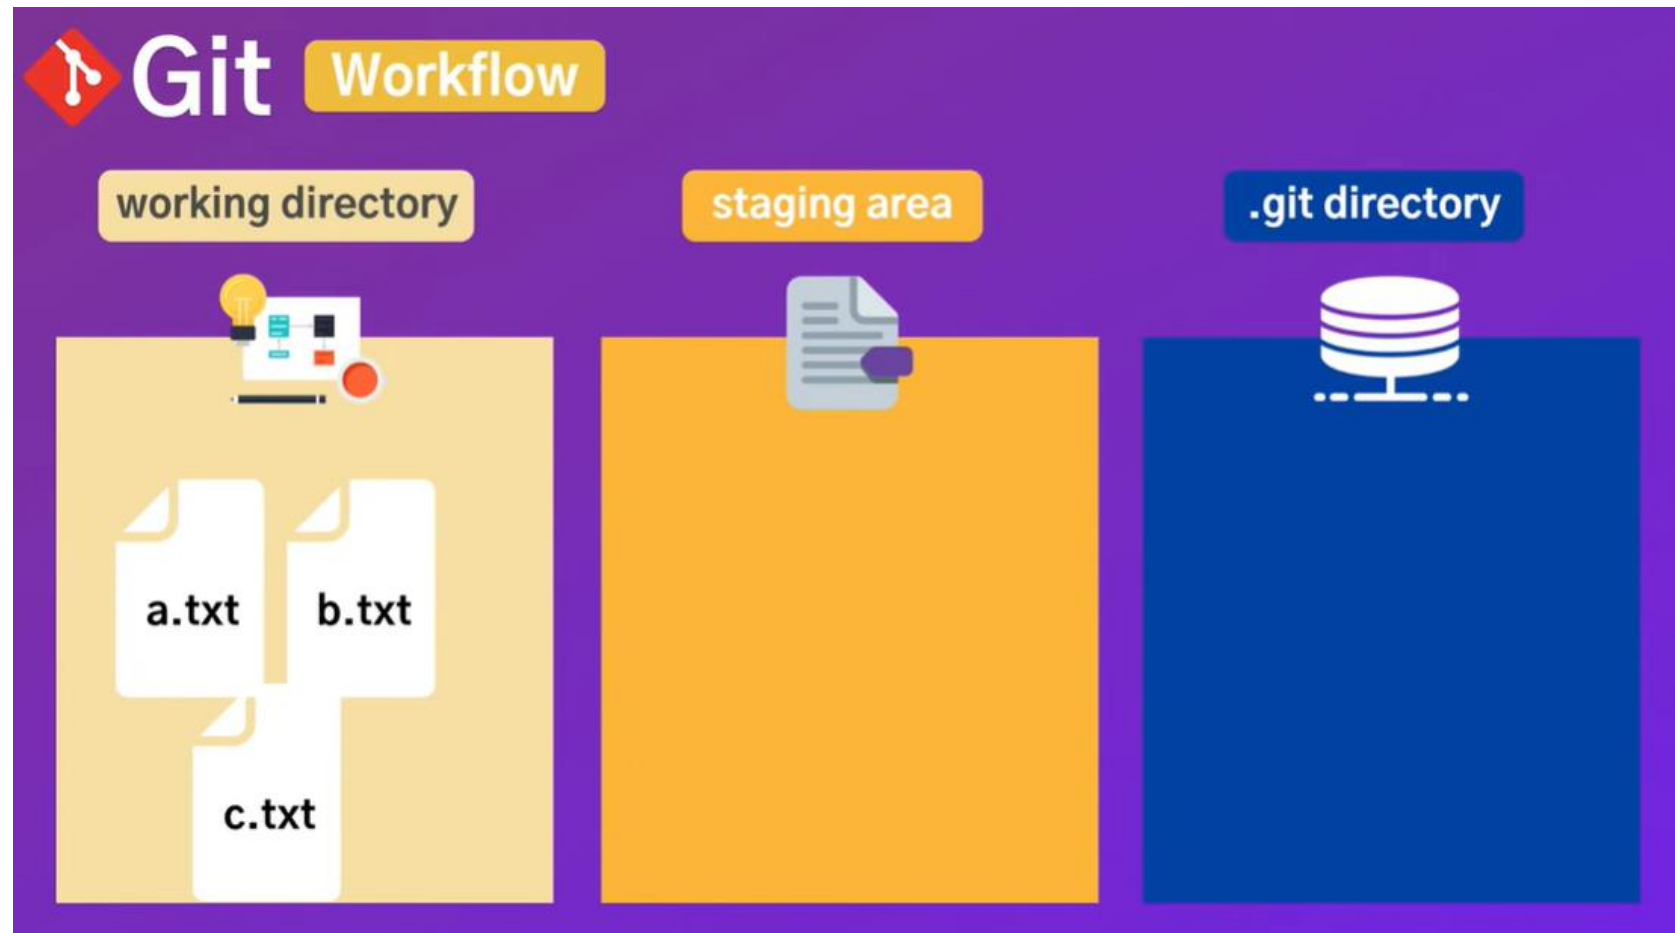 Git Workflow
working directory
staging area
.git directory
a.txt
b.txt
c.txt